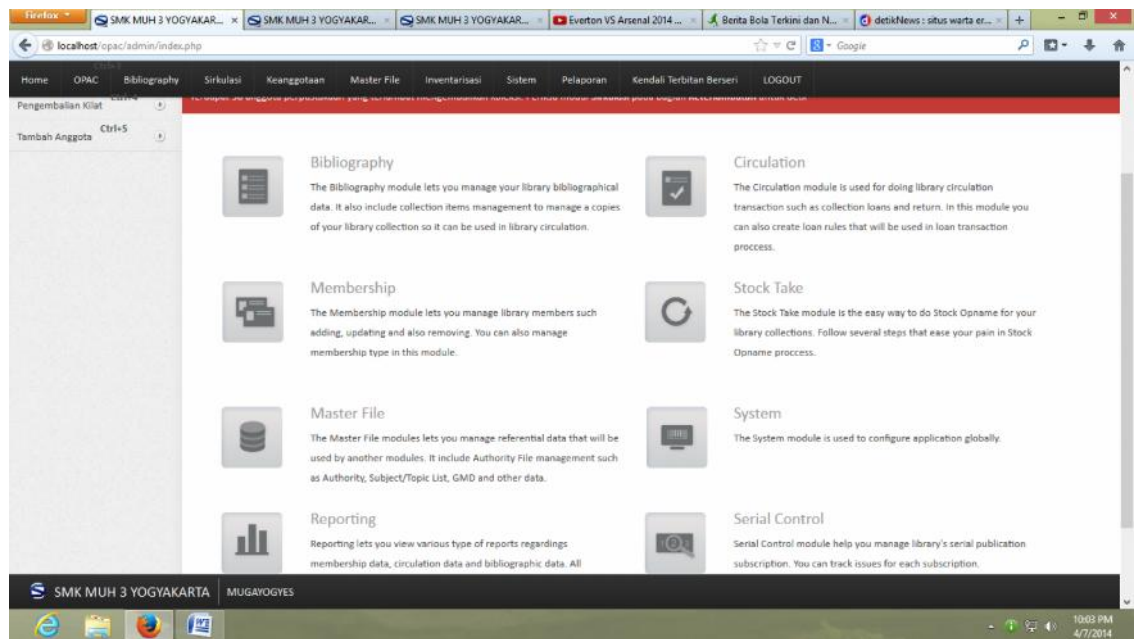 Firefox
SMK MUH 3 YOGYAKAR... × SMK MUH 3 YOGYAKAR... × SMK MUH 3 YOGYAKAR... × Everton VS Arsenal 2014 ... × Berita Bola Terkini dan N... × detikNews : situs warta er... × +
localhost/opac/admin/index.php
Google
Home OPAC Bibliography Sirkulasi Keanggotaan Master File Inventarisasi Sistem Pelaporan Kendali Terbitan Berseri LOGOUT
Pengembalian Kilat
Tambah Anggota Ctrl+5
Bibliography
The Bibliography module lets you manage your library bibliographical
data. It also include collection items management to manage a copies
of your library collection so it can be used in library circulation.
Circulation
The Circulation module is used for doing library circulation
transaction such as collection loans and return. In this module you
can also create loan rules that will be used in loan transaction
proccess.
Membership
The Membership module lets you manage library members such
adding, updating and also removing. You can also manage
membership type in this module.
Stock Take
The Stock Take module is the easy way to do Stock Opname for your
library collections. Follow several steps that ease your pain in Stock
Opname proccess.
Master File
The Master File modules lets you manage referential data that will be
used by another modules. It include Authority File management such
as Authority, Subject/Topic List, GMD and other data.
System
The System module is used to configure application globally.
Reporting
Reporting lets you view various type of reports regardings
membership data, circulation data and bibliographic data. All
Serial Control
Serial Control module help you manage library's serial publication
subscription. You can track issues for each subscription.
SMK MUH 3 YOGYAKARTA MUGAYOGYES
10:03 PM
4/7/2014